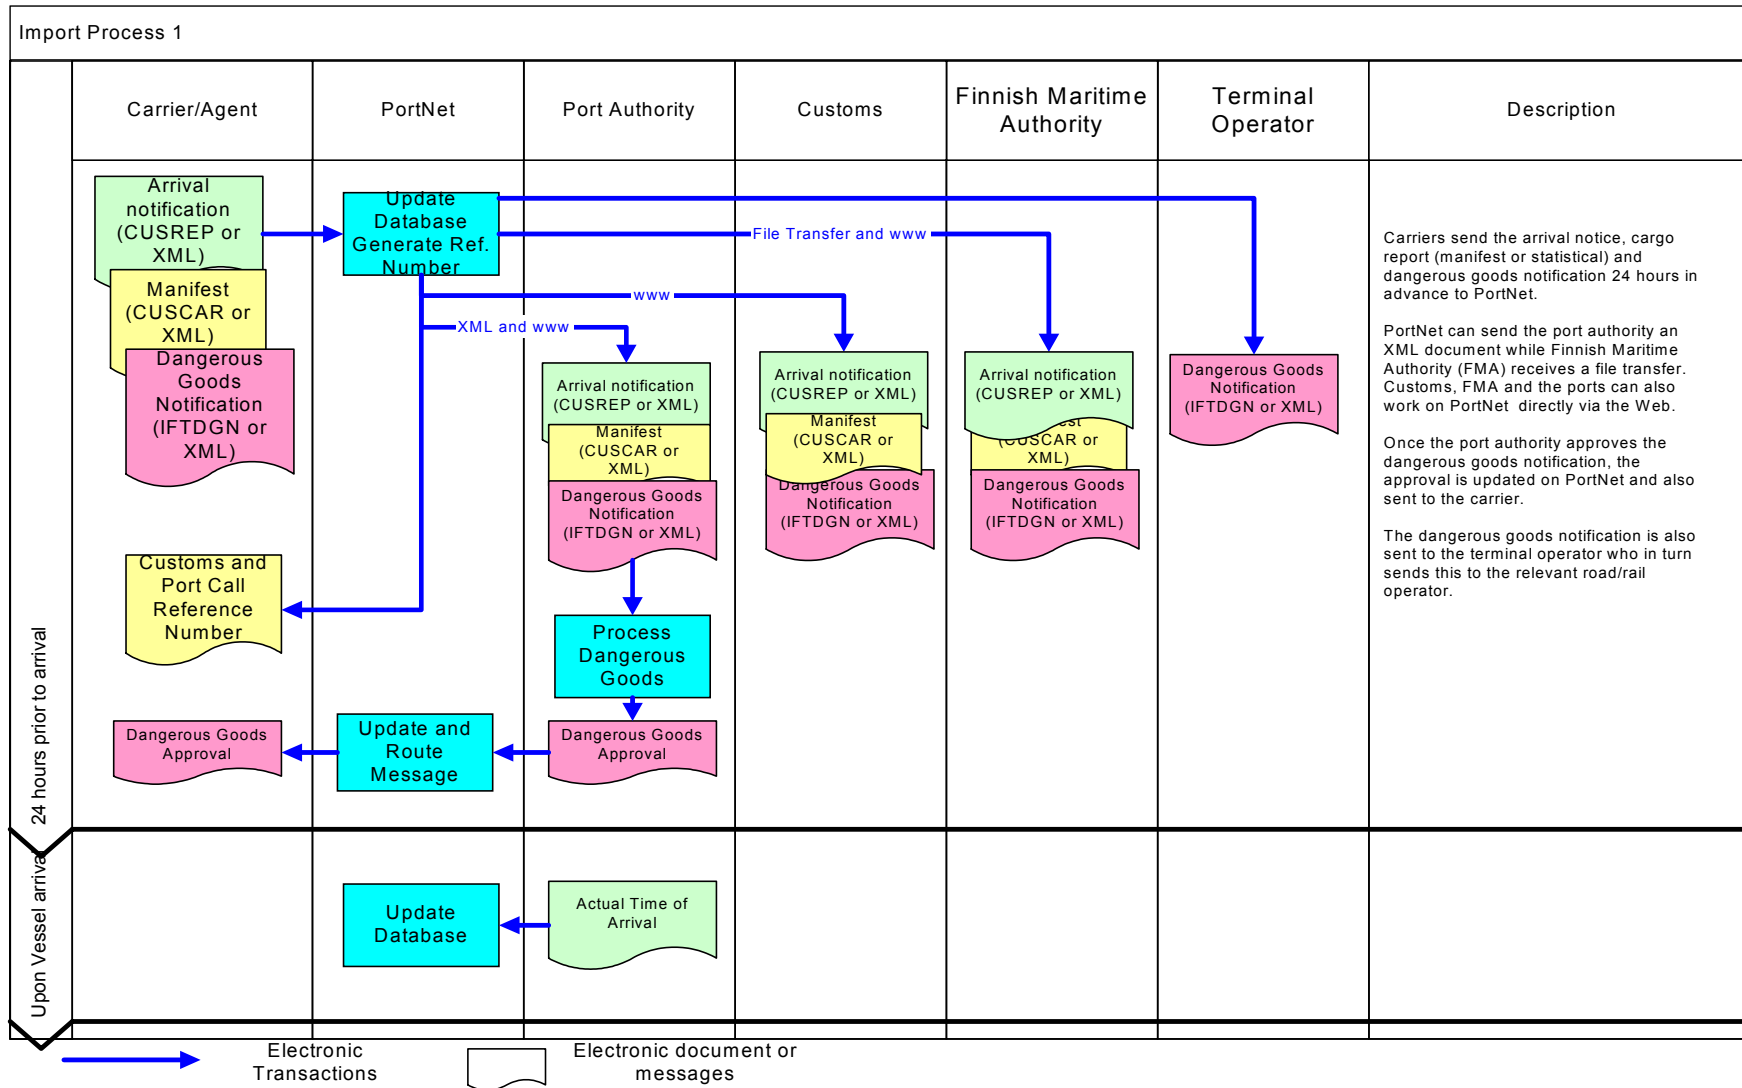 Import Process 1
Carrier/Agent
PortNet
Port Authority
Customs
Finnish Maritime
Authority
Terminal
Operator
Description
24 hours prior to arrival
Arrival
notification
(CUSREP or
XML)
Manifest
(CUSCAR or
XML)
Dangerous
Goods
Notification
(IFTDGN or
XML)
Update
Database
Generate Ref.
Number
File Transfer and www
www
XML and www
Arrival notification
(CUSREP or XML)
Manifest
(CUSCAR or
XML)
Dangerous Goods
Notification
(IFTDGN or XML)
Arrival notification
(CUSREP or XML)
Manifest
(CUSCAR or
XML)
Dangerous Goods
Notification
(IFTDGN or XML)
Arrival notification
(CUSREP or XML)
(CUSCAR or
XML)
Dangerous Goods
Notification
(IFTDGN or XML)
Dangerous Goods
Notification
(IFTDGN or XML)
Carriers send the arrival notice, cargo
report (manifest or statistical) and
dangerous goods notification 24 hours in
advance to PortNet.
PortNet can send the port authority an
XML document while Finnish Maritime
Authority (FMA) receives a file transfer.
Customs, FMA and the ports can also
work on PortNet directly via the Web.
Once the port authority approves the
dangerous goods notification, the
approval is updated on PortNet and also
sent to the carrier.
The dangerous goods notification is also
sent to the terminal operator who in turn
sends this to the relevant road/rail
operator.
Customs and
Port Call
Reference
Number
Process
Dangerous
Goods
Dangerous Goods
Approval
Update and
Route
Message
Dangerous Goods
Approval
Upon Vessel arrival
Update
Database
Actual Time of
Arrival
Electronic
Transactions
Electronic document or
messages